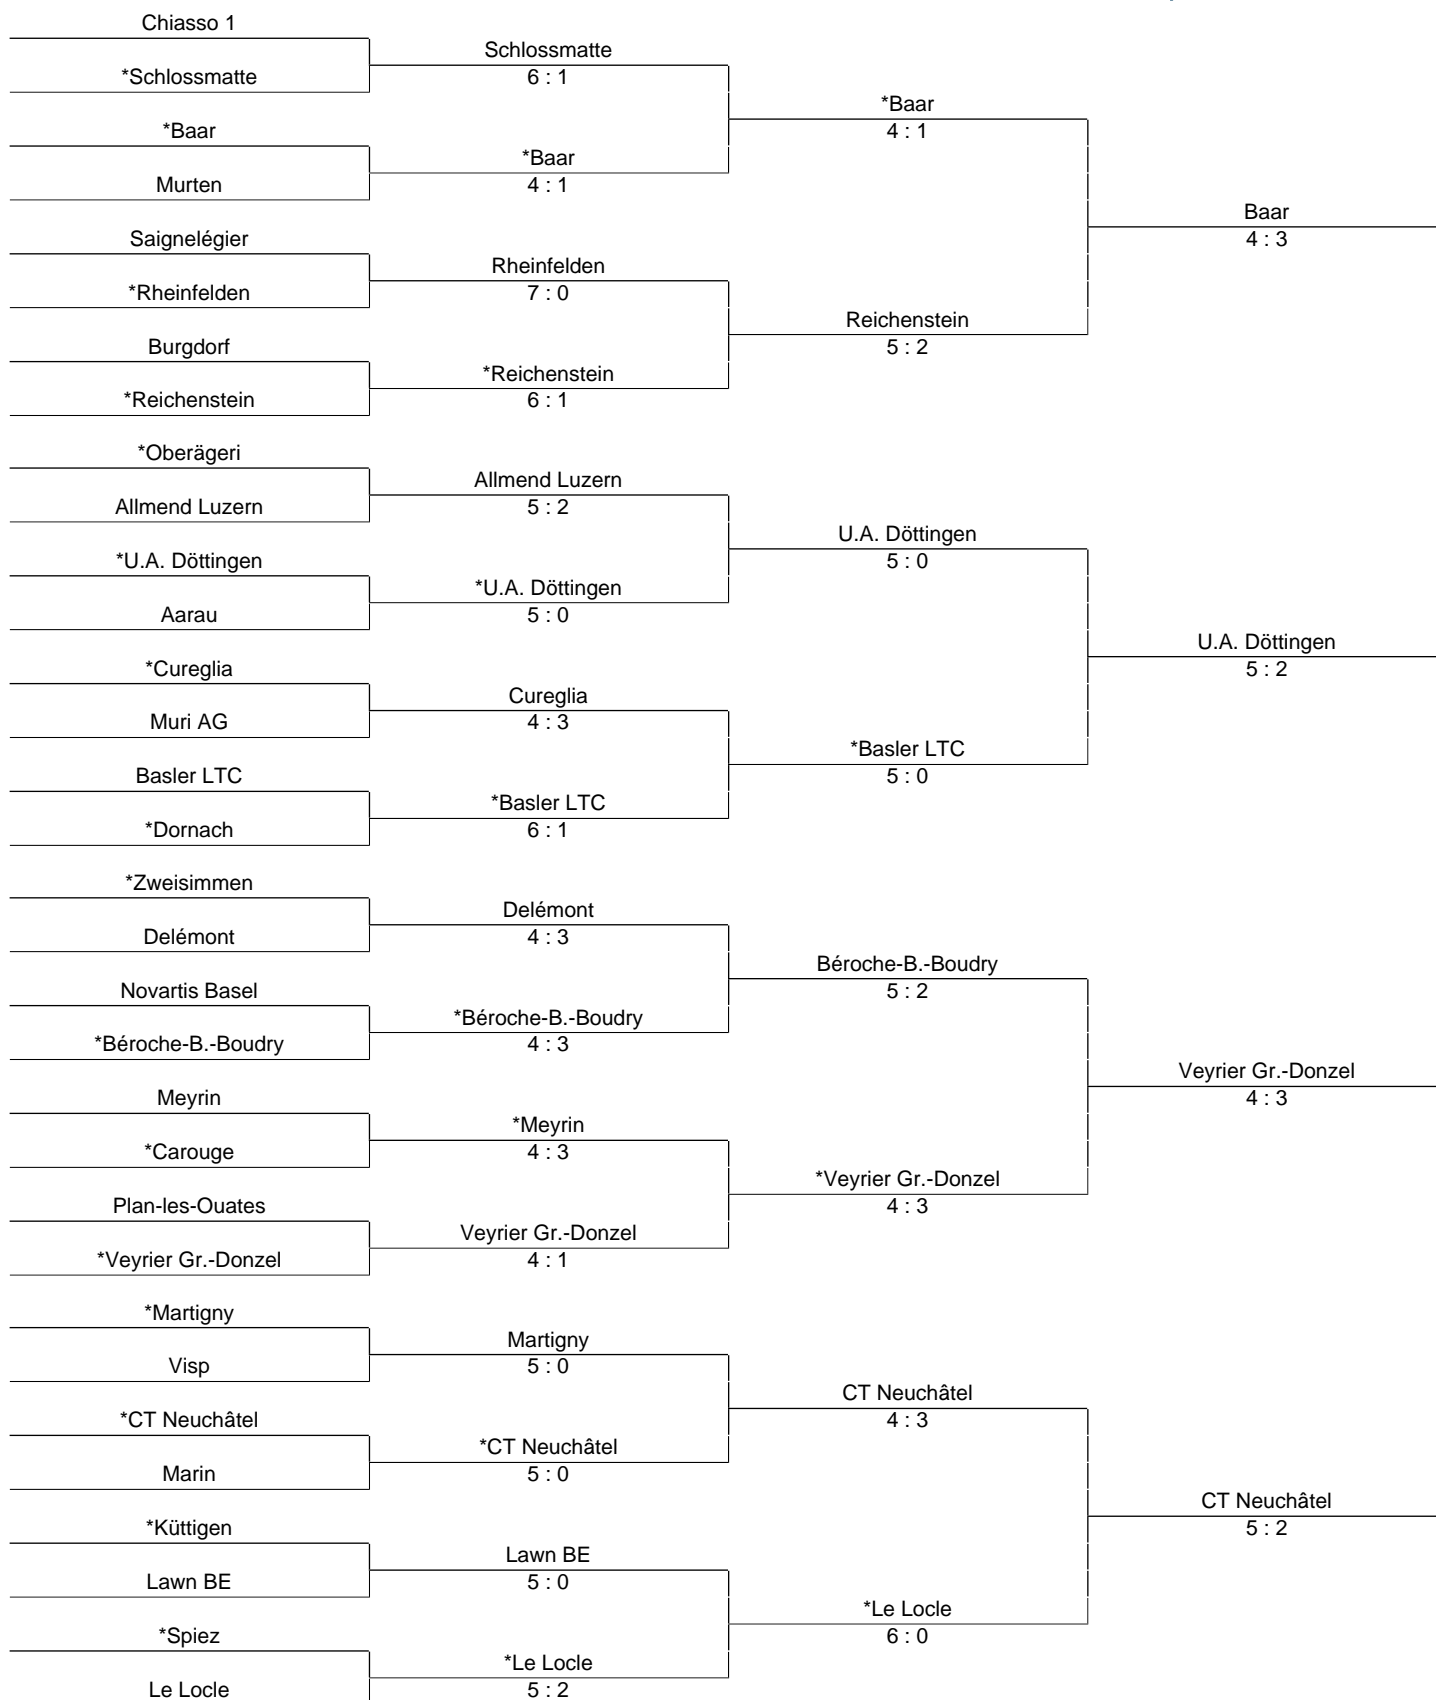 Chiasso 1
*Schlossmatte
*Baar
Murten
Saignelégier
*Rheinfelden
Burgdorf
*Reichenstein
*Oberägeri
Allmend Luzern
*U.A. Döttingen
Aarau
*Cureglia
Muri AG
Basler LTC
*Dornach
*Zweisimmen
Delémont
Novartis Basel
*Béroche-B.-Boudry
Meyrin
*Carouge
Plan-les-Ouates
*Veyrier Gr.-Donzel
*Martigny
Visp
*CT Neuchâtel
Marin
*Küttigen
Lawn BE
*Spiez
Le Locle
Schlossmatte
6 : 1
*Baar
4 : 1
Rheinfelden
7 : 0
*Reichenstein
6 : 1
Allmend Luzern
5 : 2
*U.A. Döttingen
5 : 0
Cureglia
4 : 3
*Basler LTC
6 : 1
Delémont
4 : 3
*Béroche-B.-Boudry
4 : 3
*Meyrin
4 : 3
Veyrier Gr.-Donzel
4 : 1
Martigny
5 : 0
*CT Neuchâtel
5 : 0
Lawn BE
5 : 0
*Le Locle
5 : 2
*Baar
4 : 1
Reichenstein
5 : 2
U.A. Döttingen
5 : 0
*Basler LTC
5 : 0
Béroche-B.-Boudry
5 : 2
*Veyrier Gr.-Donzel
4 : 3
CT Neuchâtel
4 : 3
*Le Locle
6 : 0
Baar
4 : 3
U.A. Döttingen
5 : 2
Veyrier Gr.-Donzel
4 : 3
CT Neuchâtel
5 : 2